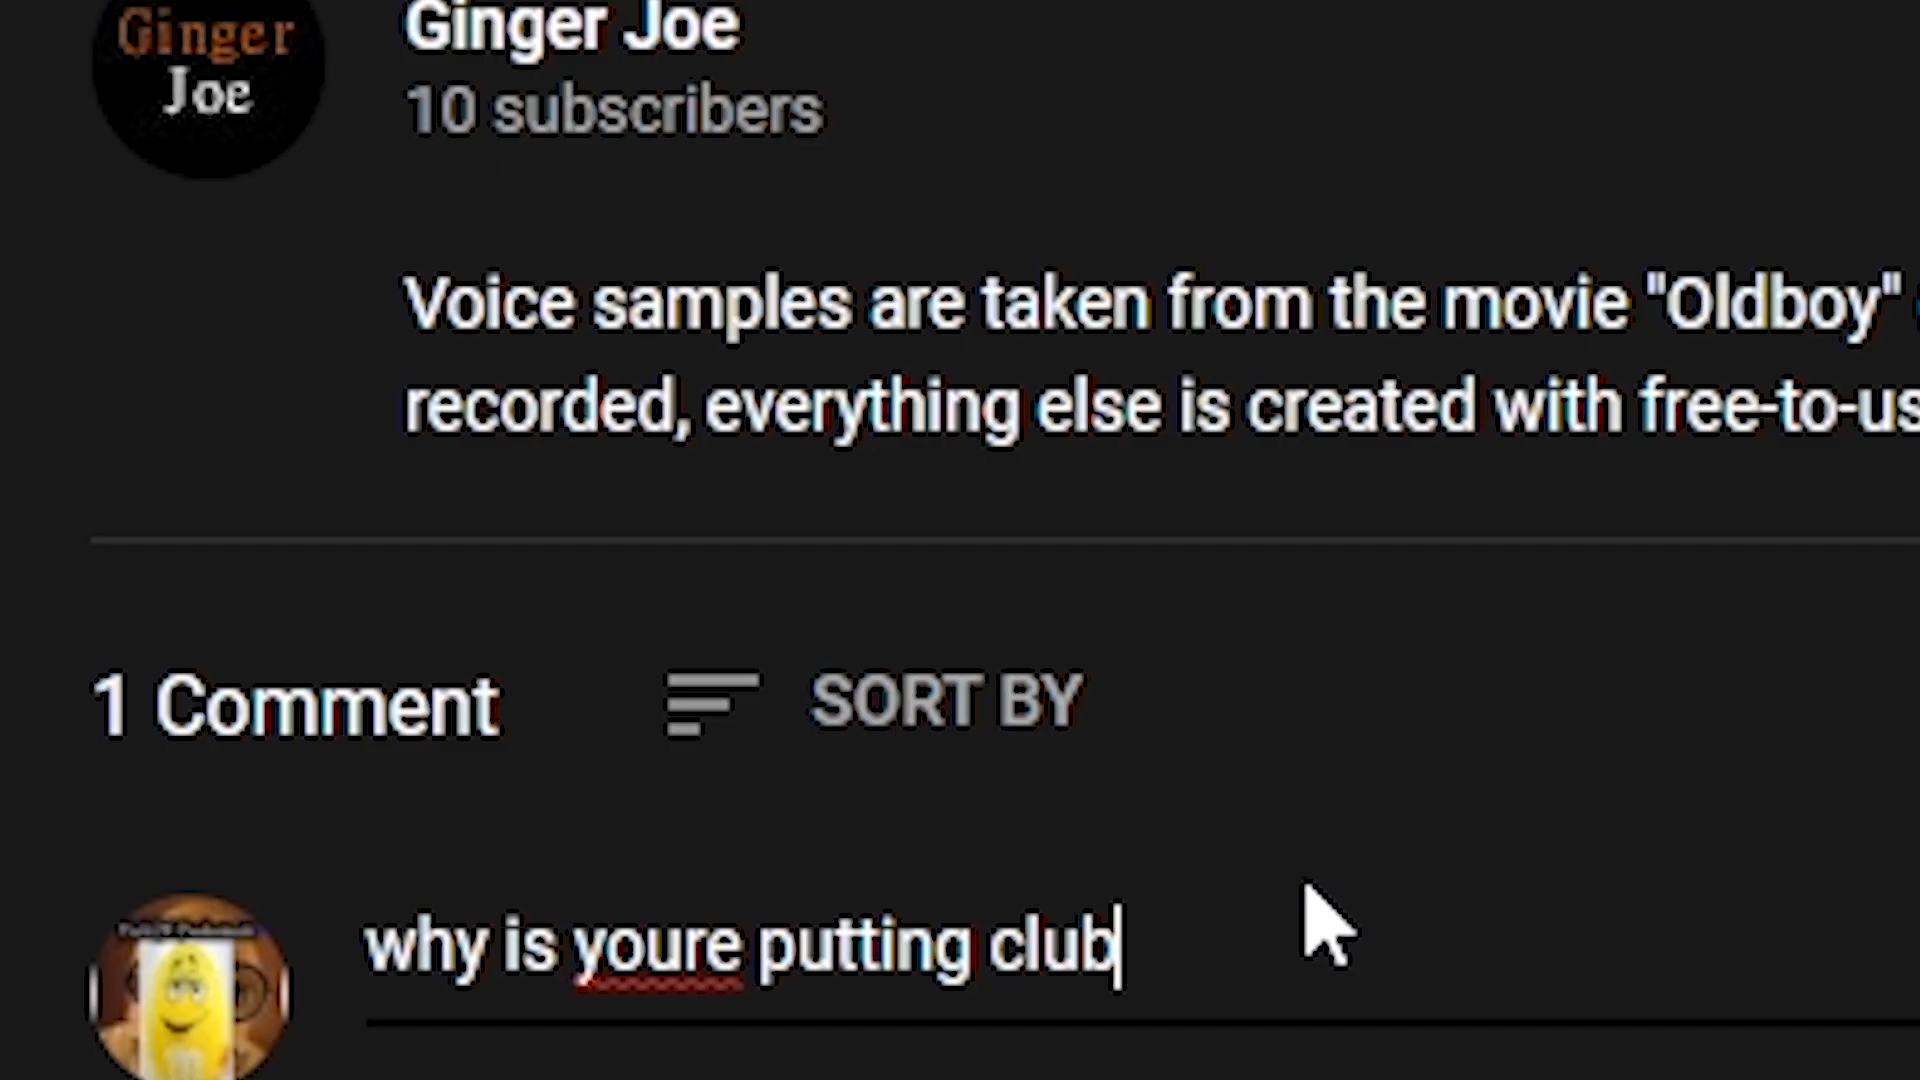 Ginger
Joe
Ginger Joe
10 subscribers
Voice samples are taken from the movie "Oldboy"
recorded, everything else is created with free-to-us
1 Comment
SORT BY
why is youre putting club